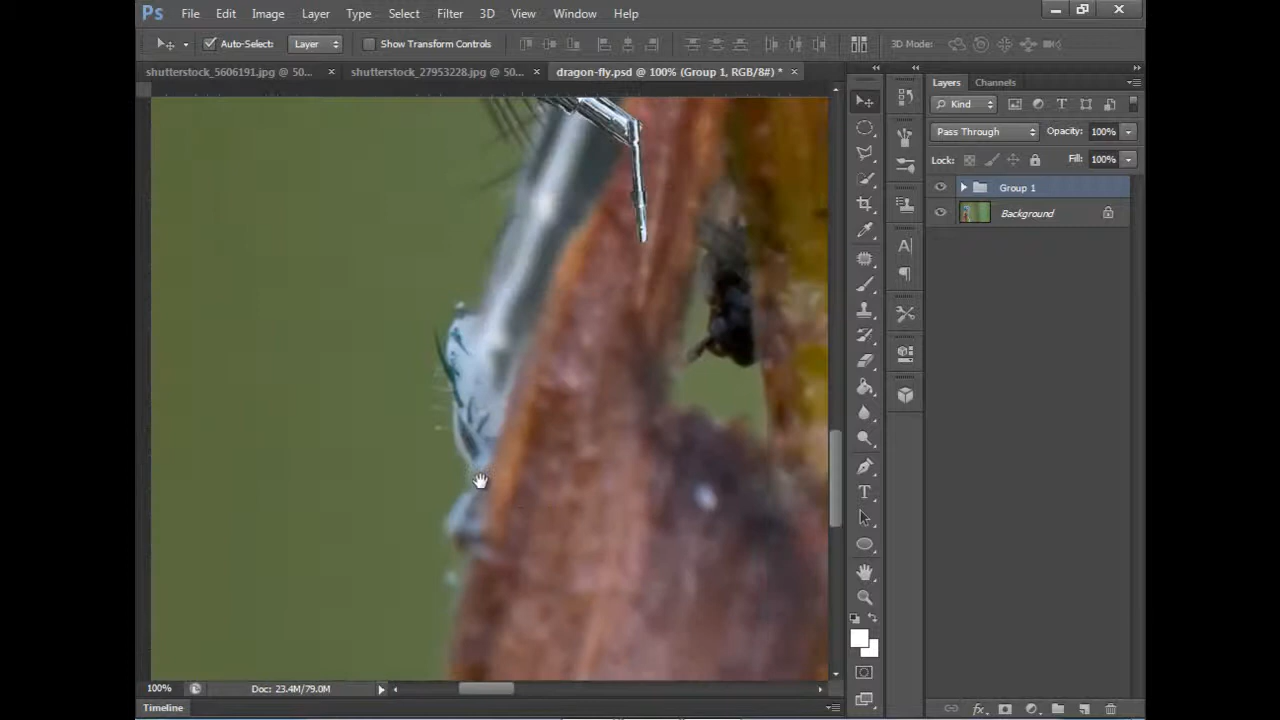 Ps File Edit Image Layer Type Select Filter 3D View Window Help
Auto-Select: Layer Show Transform Controls 3D Mode:
shutterstock_5606191.jpg @ 50... × shutterstock_27953228.jpg @ 50... × dragon-fly.psd @ 100% (Group 1, RGB/8#) * ×
Layers Channels
Kind
Pass Through Opacity: 100%
Lock: Fill: 100%
Group 1
Background
100% Doc: 23.4M/79.0M
Timeline